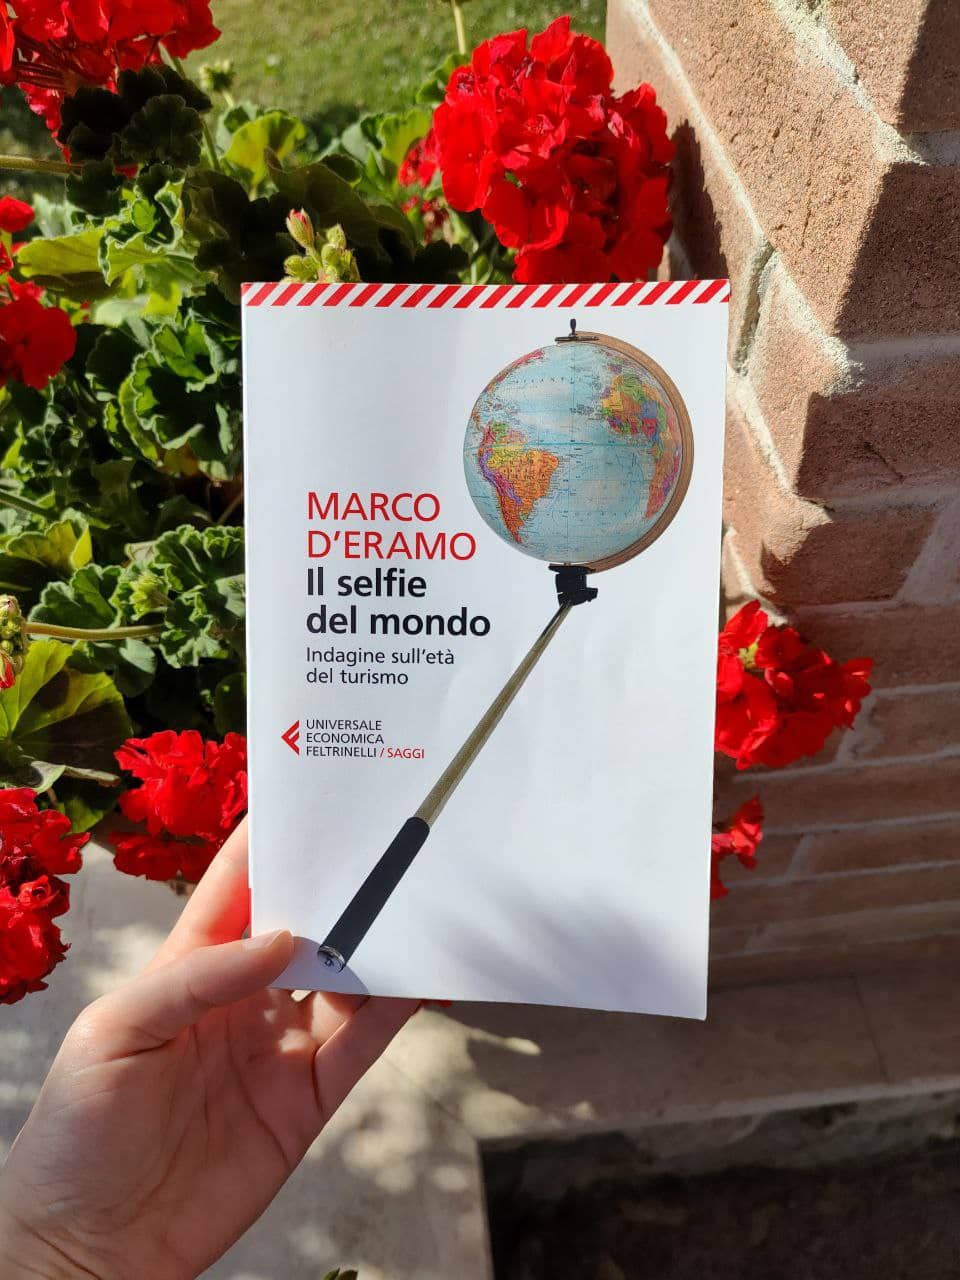 MARCO
D'ERAMO
Il selfie
del mondo
Indagine sull'età
del turismo
UNIVERSALE
ECONOMICA
FELTRINELLI / SAGGI